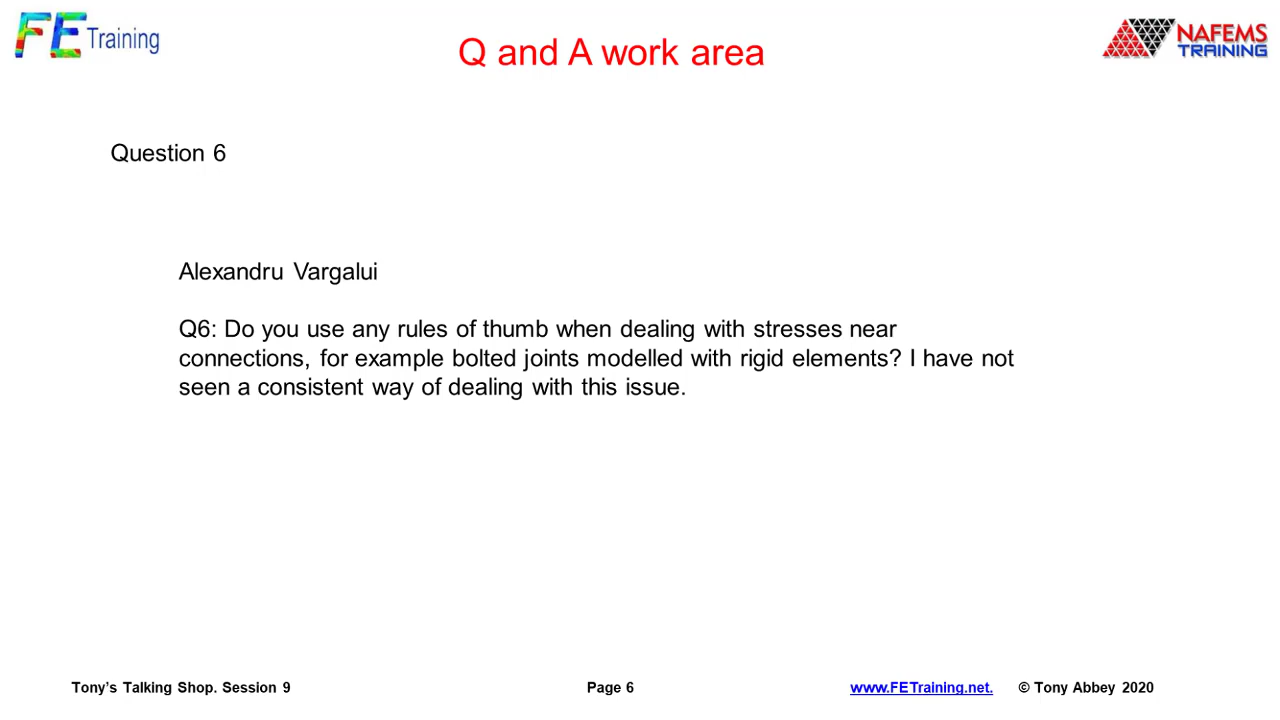 FE Training
Q and A work area
NAFEMS
TRAINING
Question 6
Alexandru Vargalui
Q6: Do you use any rules of thumb when dealing with stresses near
connections, for example bolted joints modelled with rigid elements? I have not
seen a consistent way of dealing with this issue.
Tony’s Talking Shop. Session 9
Page 6
www.FETraining.net.
© Tony Abbey 2020